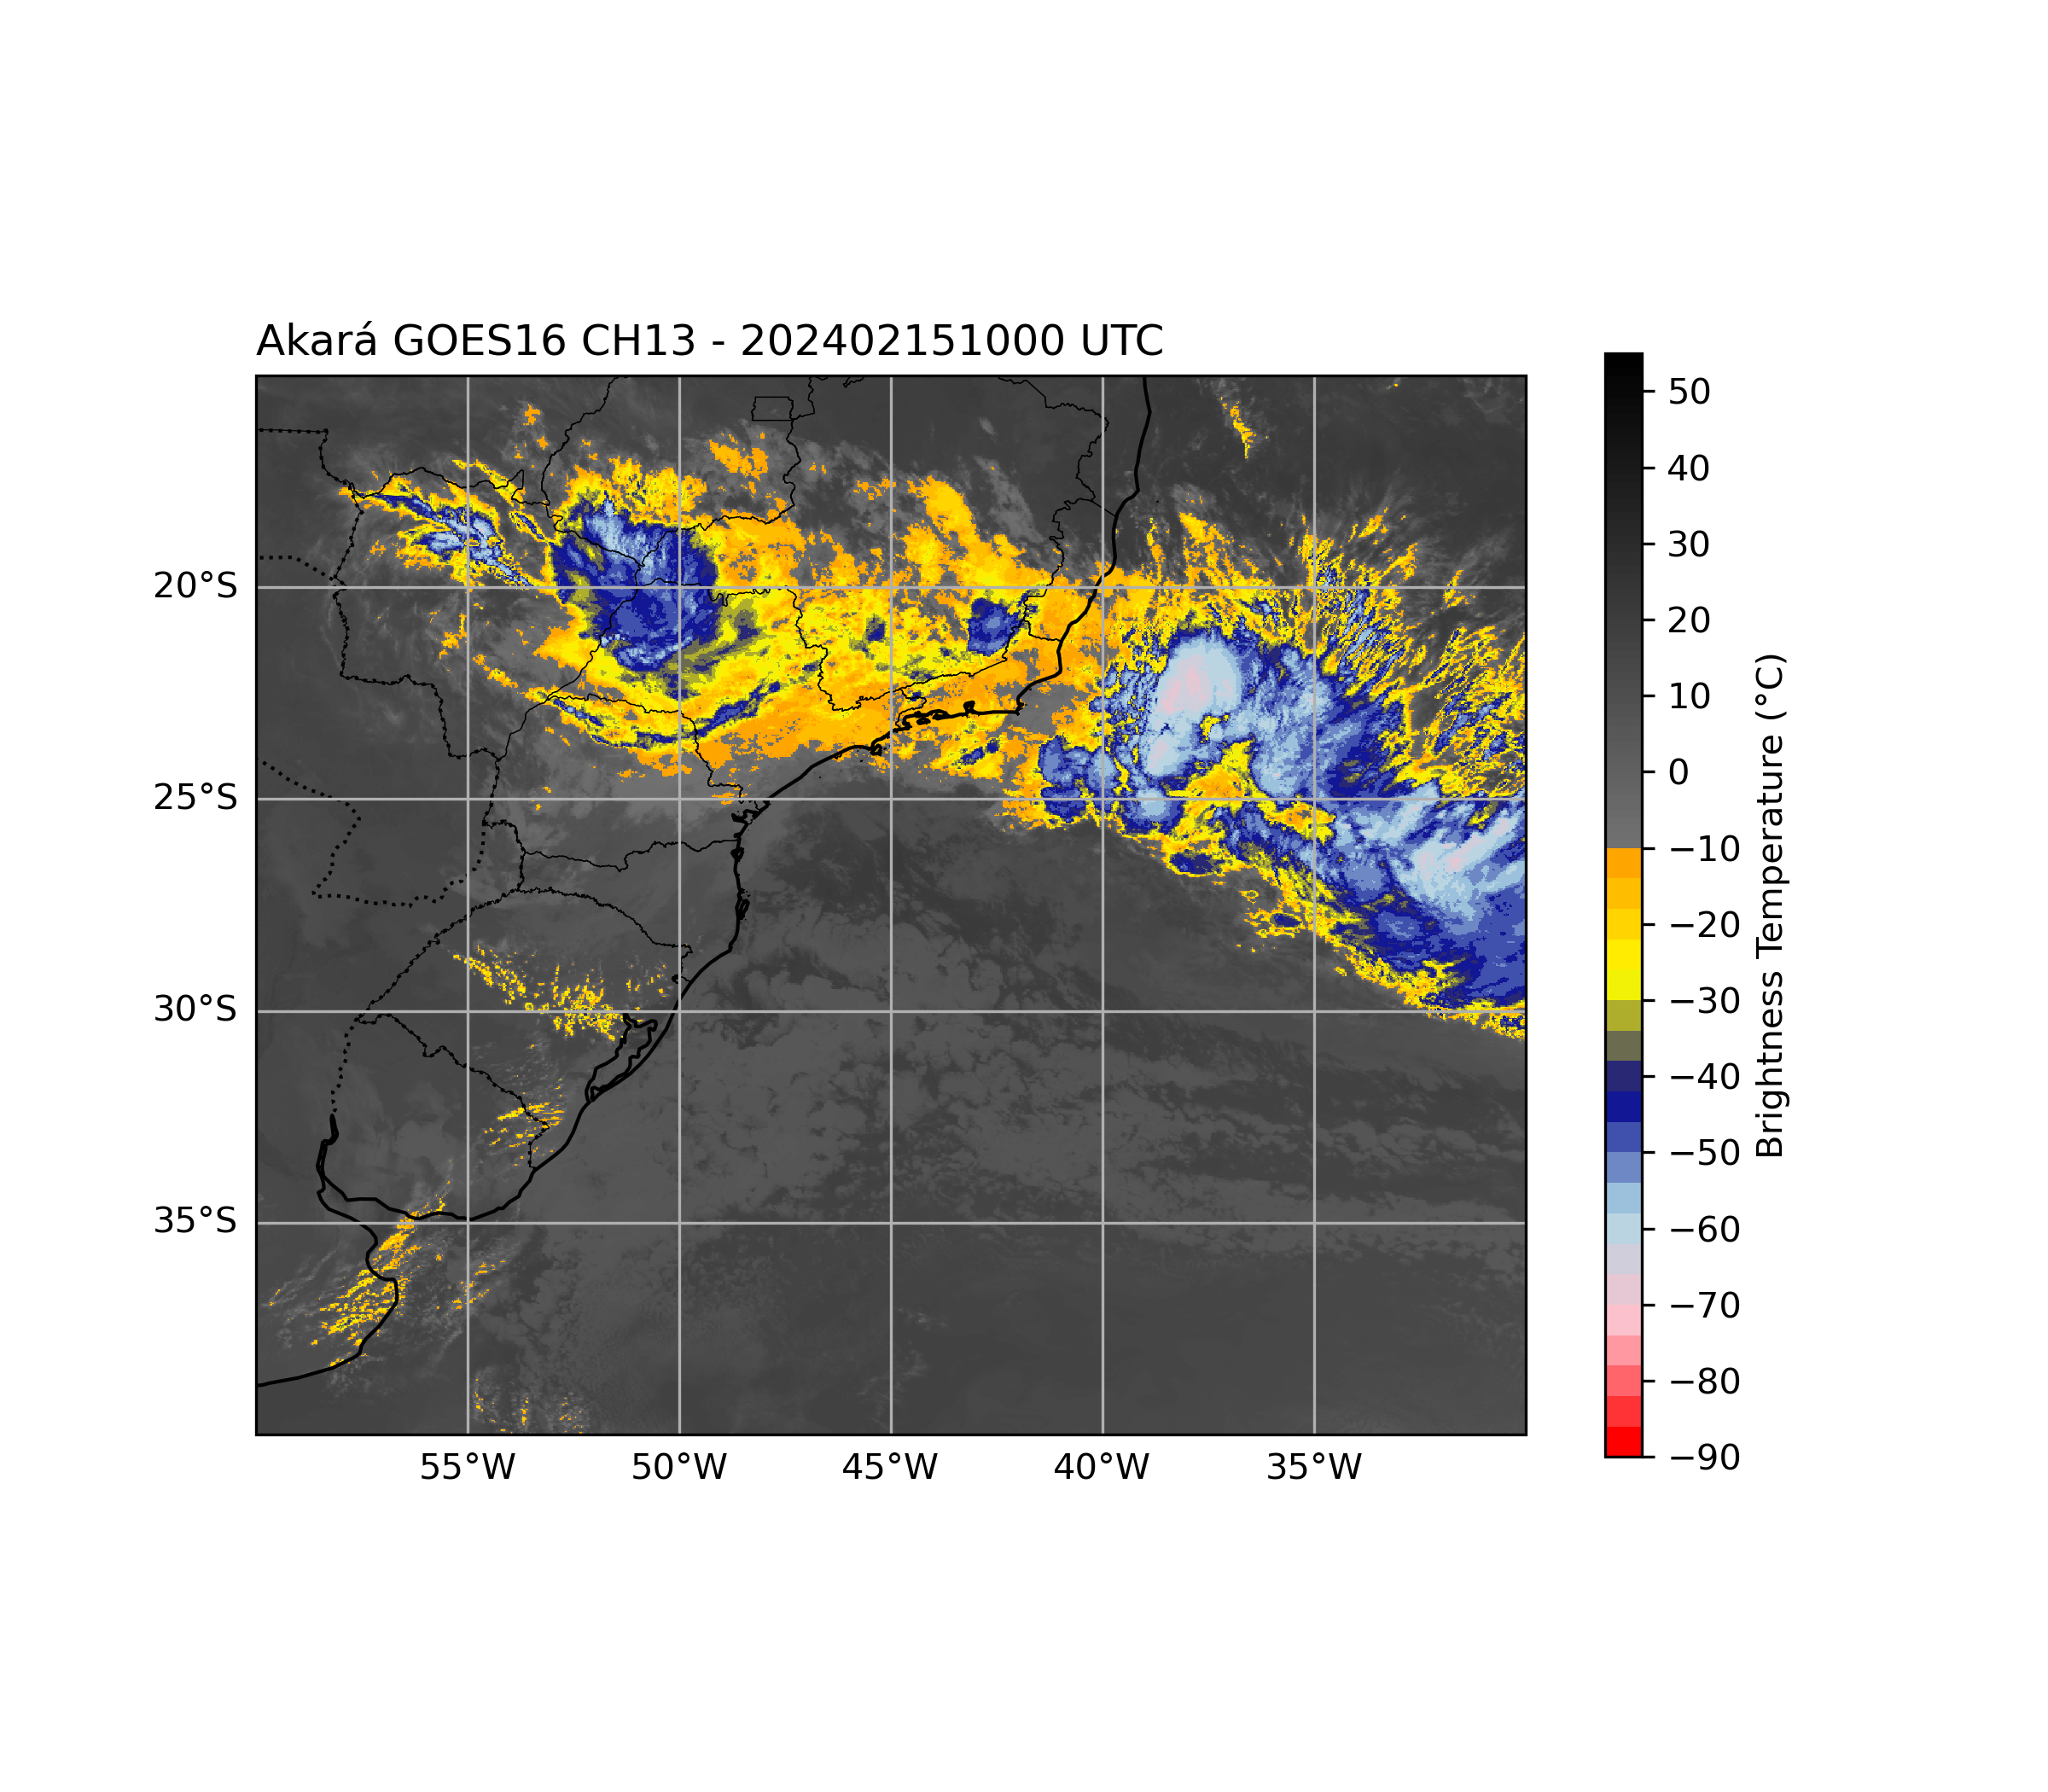 Akará GOES16 CH13 - 202402151000 UTC
20°S
25°S
30°S
35°S
55°W
50°W
45°W
40°W
35°W
50
40
30
20
10
0
−10
−20
−30
−40
−50
−60
−70
−80
−90
Brightness Temperature (°C)